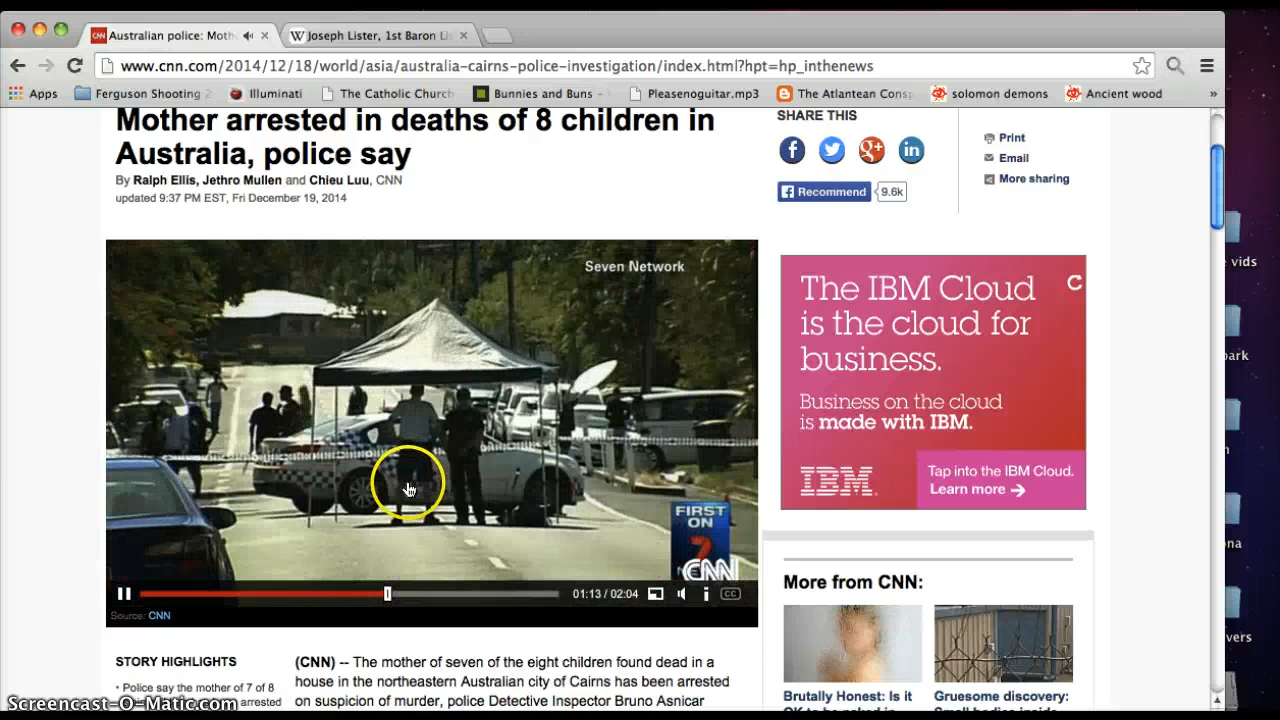 Australian police: Moth
Joseph Lister, 1st Baron Li
www.cnn.com/2014/12/18/world/asia/australia-cairns-police-investigation/index.html?hpt=hp_inthenews
Apps
Ferguson Shooting 2
Illuminati
The Catholic Church
Bunnies and Buns -
Pleasenoguitar.mp3
The Atlantean Consp
solomon demons
Ancient wood
»
Mother arrested in deaths of 8 children in
Australia, police say
By Ralph Ellis, Jethro Mullen and Chieu Luu, CNN
updated 9:37 PM EST, Fri December 19, 2014
SHARE THIS
Print
Email
More sharing
Recommend
9.6k
Seven Network
FIRST
ON
7
CNN
01:13 / 02:04
CC
Source: CNN
The IBM Cloud
is the cloud for
business.
Business on the cloud
is made with IBM.
IBM
Tap into the IBM Cloud.
Learn more →
C
More from CNN:
Brutally Honest: Is it
Gruesome discovery:
STORY HIGHLIGHTS
• Police say the mother of 7 of 8
arrested
(CNN) -- The mother of seven of the eight children found dead in a
house in the northeastern Australian city of Cairns has been arrested
on suspicion of murder, police Detective Inspector Bruno Asnicar
vids
ark
na
vers
Screencast-O-Matic.com